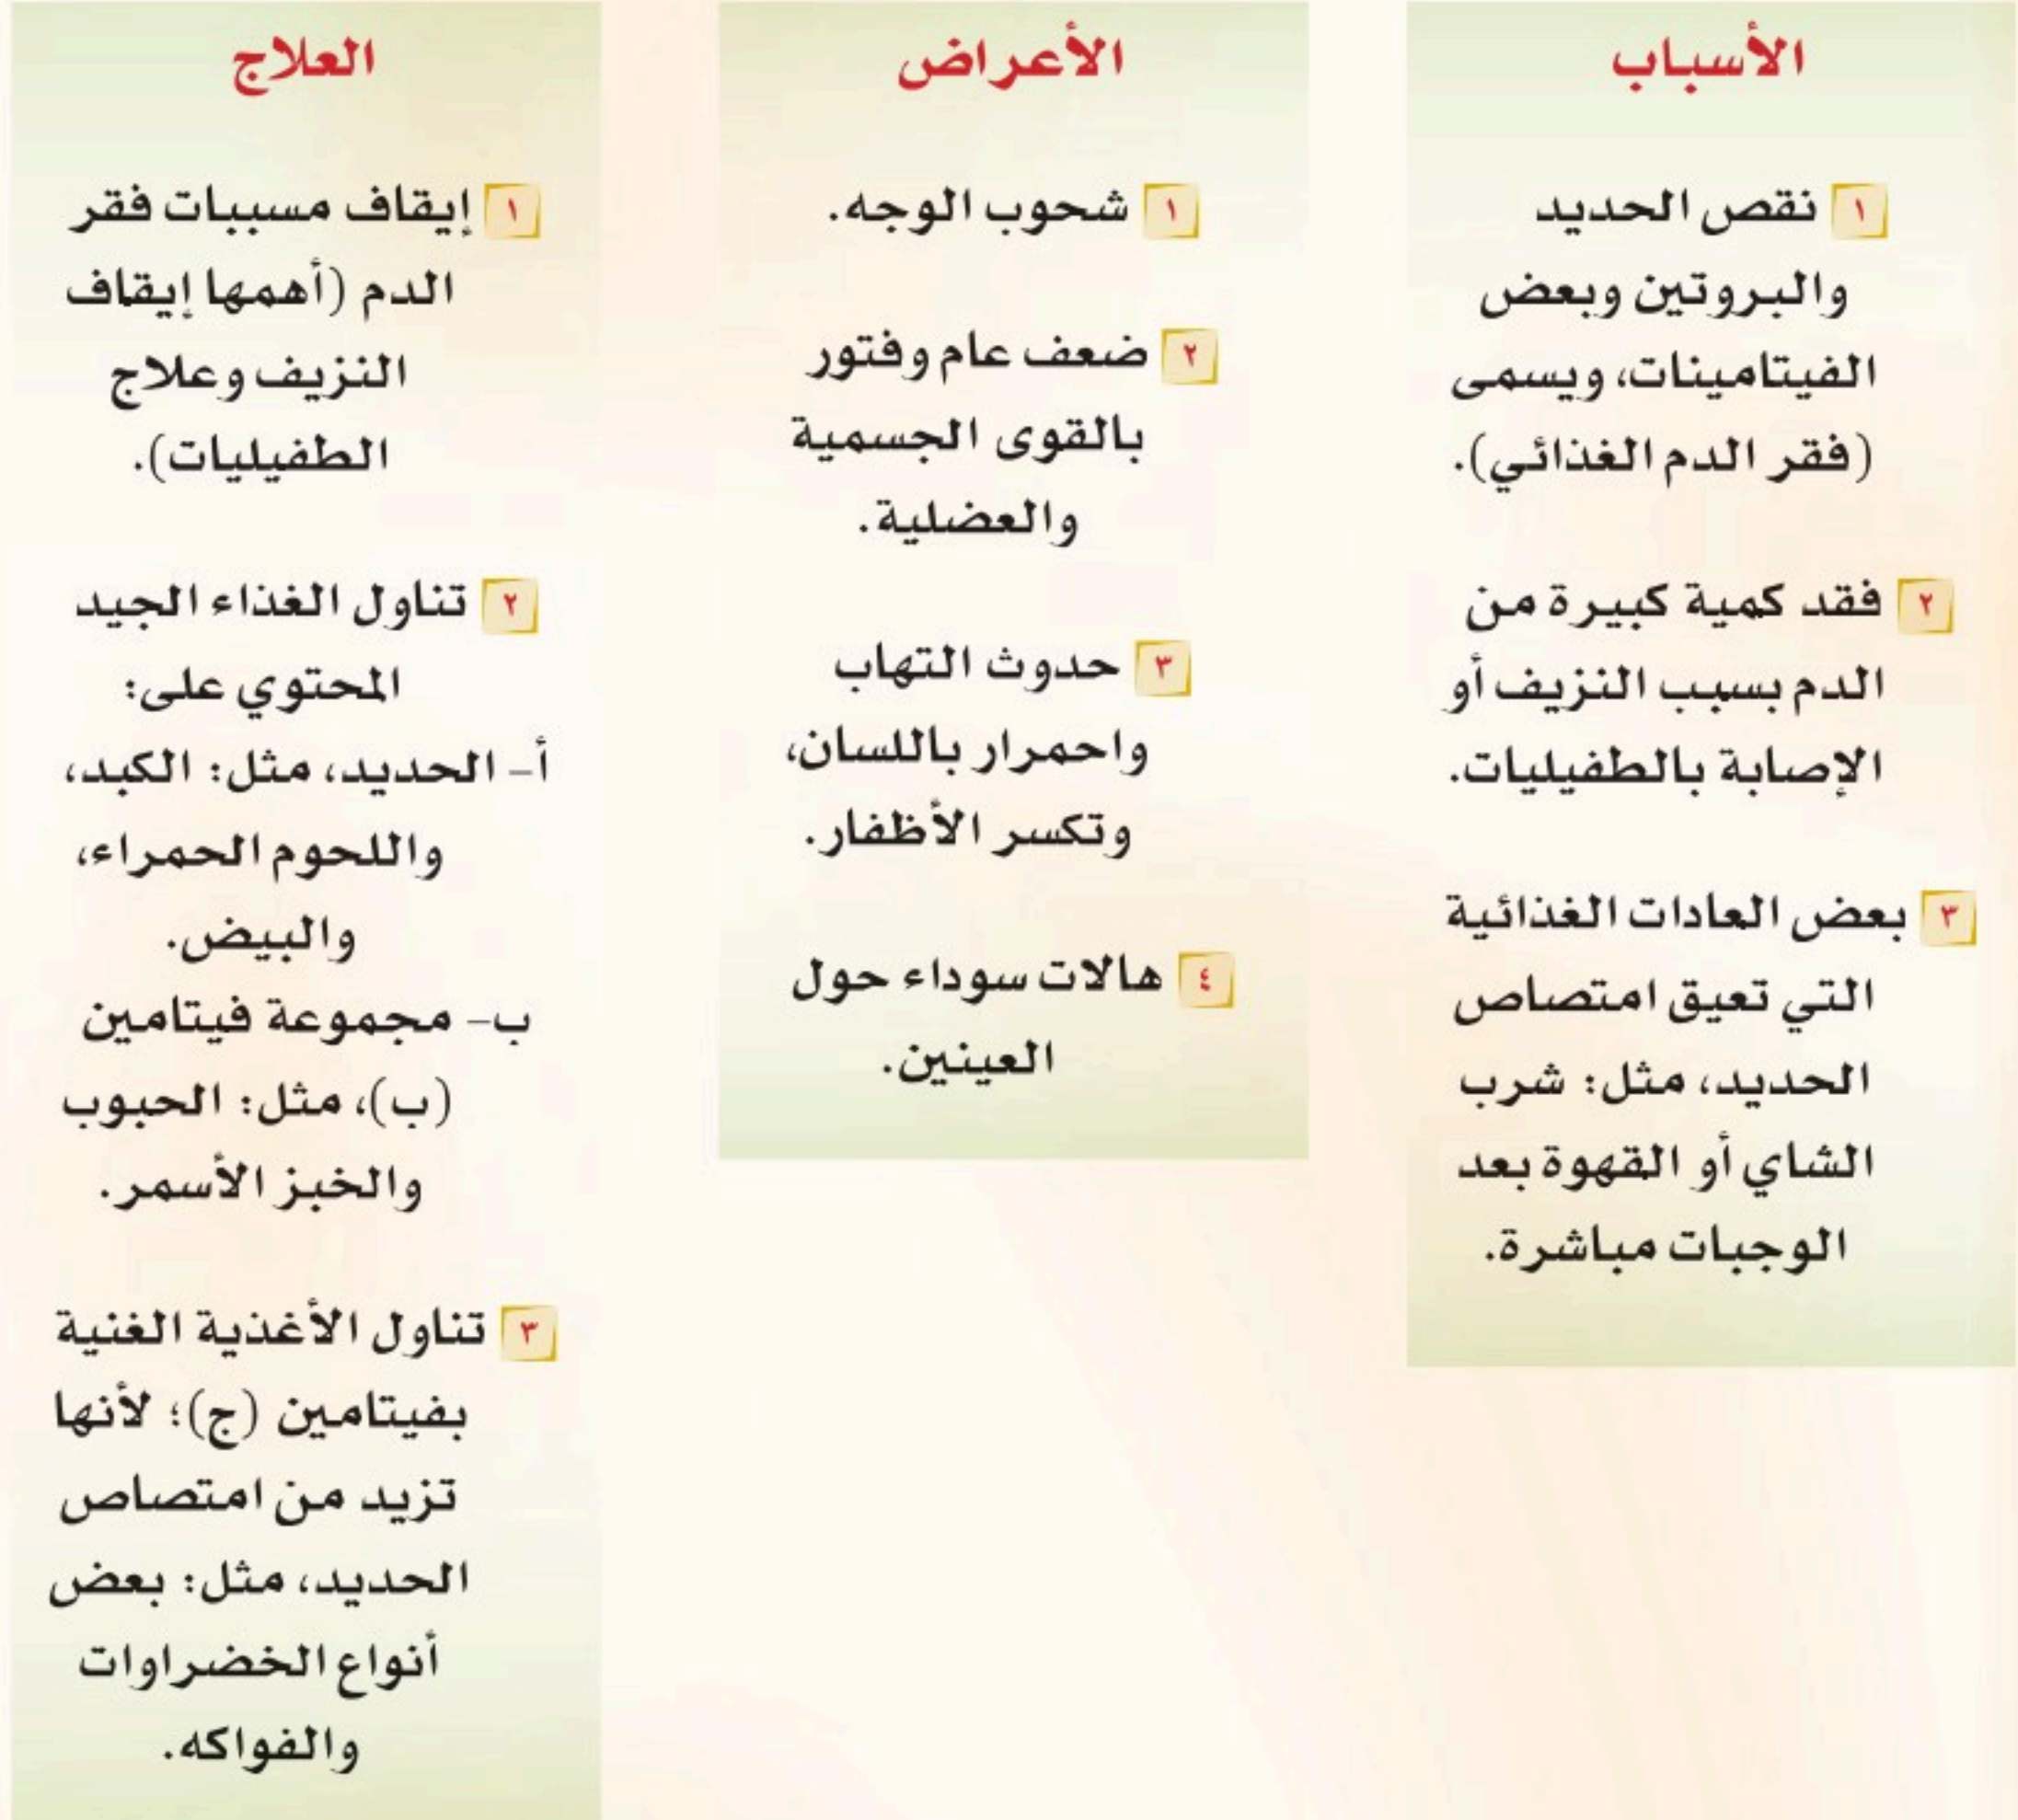 الأسباب
١ نقص الحديد
والبروتين وبعض
الفيتامينات، ويسمى
(فقر الدم الغذائي).
٢ فقد كمية كبيرة من
الدم بسبب النزيف أو
الإصابة بالطفيليات.
٣ بعض العادات الغذائية
التي تعيق امتصاص
الحديد، مثل: شرب
الشاي أو القهوة بعد
الوجبات مباشرة.
الأعراض
١ شحوب الوجه.
٢ ضعف عام وفتور
بالقوى الجسمية
والعضلية.
٣ حدوث التهاب
واحمرار باللسان،
وتكسر الأظفار.
٤ هالات سوداء حول
العينين.
العلاج
١ إيقاف مسببات فقر
الدم (أهمها إيقاف
النزيف وعلاج
الطفيليات).
٢ تناول الغذاء الجيد
المحتوي على:
أ– الحديد، مثل: الكبد،
واللحوم الحمراء،
والبيض.
ب– مجموعة فيتامين
(ب)، مثل: الحبوب
والخبز الأسمر.
٣ تناول الأغذية الغنية
بفيتامين (ج)؛ لأنها
تزيد من امتصاص
الحديد، مثل: بعض
أنواع الخضراوات
والفواكه.